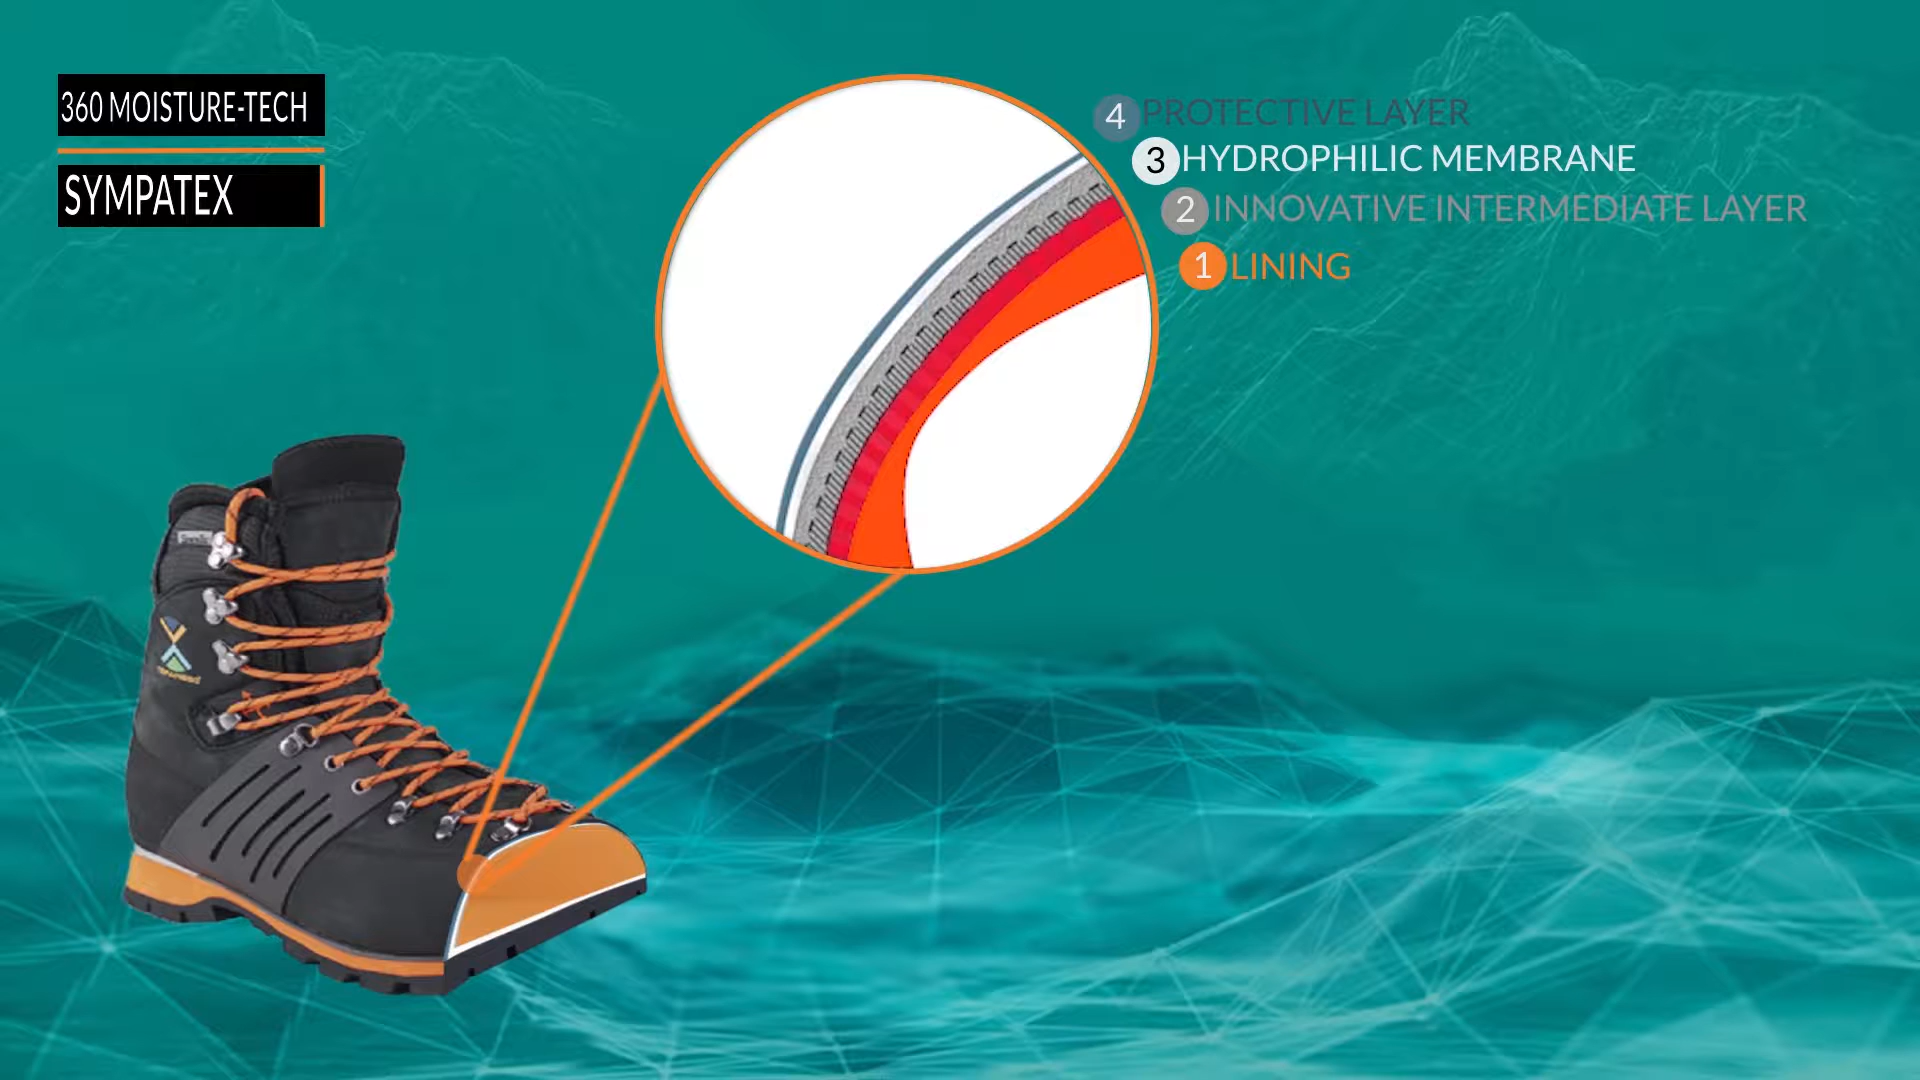 360 MOISTURE-TECH
SYMPATEX
4 PROTECTIVE LAYER
3 HYDROPHILIC MEMBRANE
2 INNOVATIVE INTERMEDIATE LAYER
1 LINING